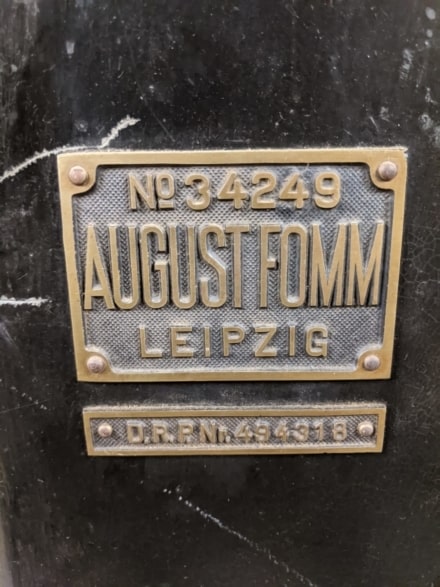 No 34249
AUGUST FOMM
LEIPZIG
D.R.P. Nr. 494318